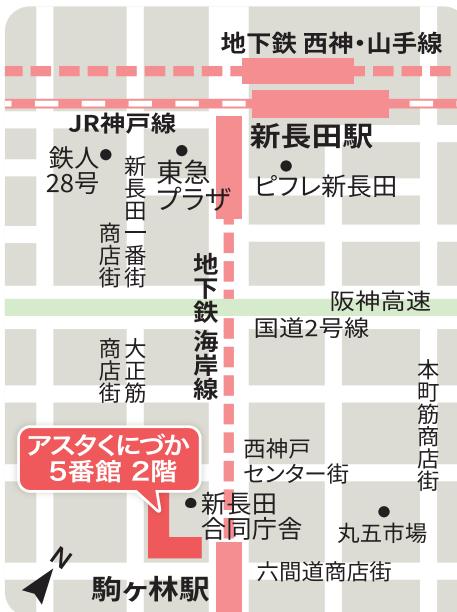 地下鉄 西神・山手線
JR神戸線
新長田駅
鉄人
28号
東急
プラザ
ピフレ新長田
新長田一番街
商店街
地下鉄 海岸線
阪神高速
国道2号線
大正筋
商店街
本町筋商店街
アスタくにづか
5番館 2階
西神戸
センター街
新長田
合同庁舎
丸五市場
六間道商店街
駒ヶ林駅
N